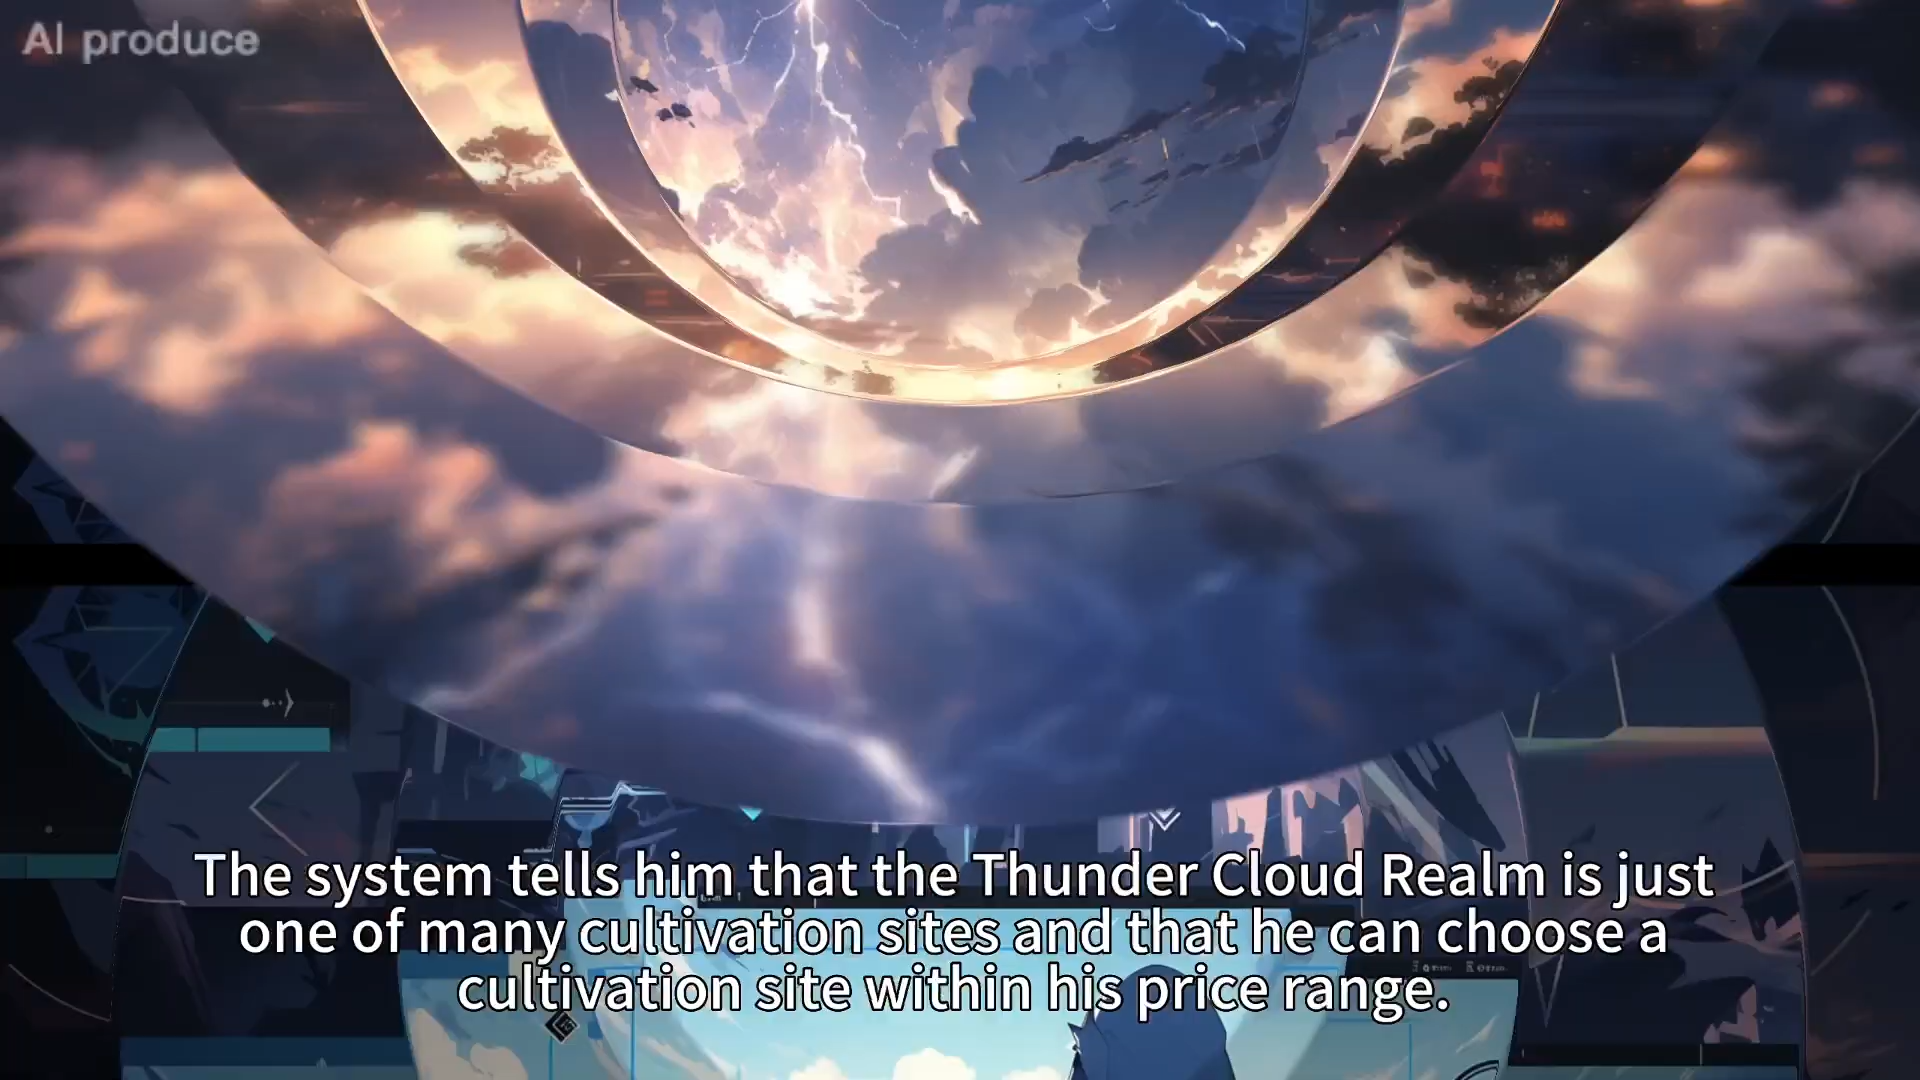 AI produce
The system tells him that the Thunder Cloud Realm is just
one of many cultivation sites and that he can choose a
cultivation site within his price range.